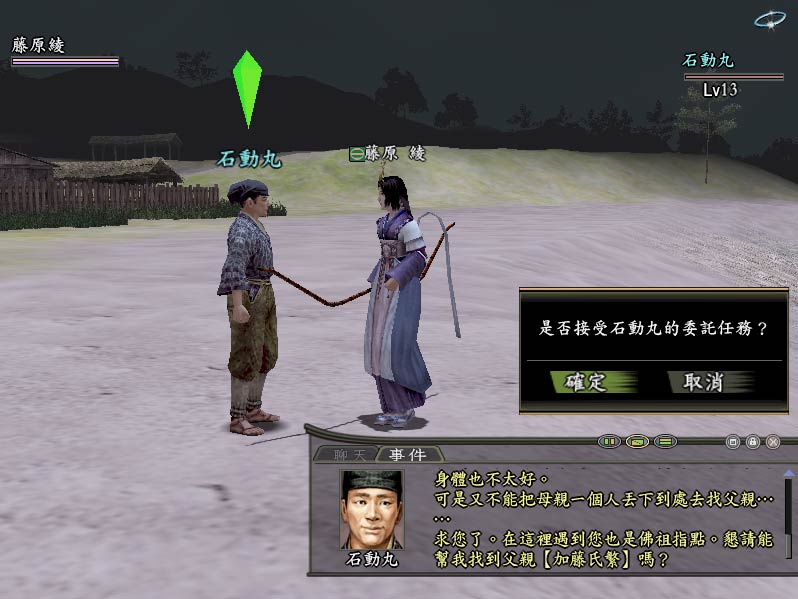 藤原綾
石動丸
Lv13
石動丸
藤原 綾
是否接受石動丸的委託任務？
確定
取消
聊天
事件
身體也不太好。
可是又不能把母親一個人丟下到處去找父親…
…
求您了。在這裡遇到您也是佛祖指點。懇請能
幫我找到父親【加藤氏繁】嗎？
石動丸